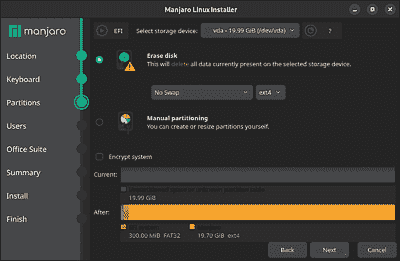 Manjaro Linux Installer
manjaro
EFI
Select storage device:
vda - 19.99 GiB (/dev/vda)
?
Location
Keyboard
Partitions
Users
Office Suite
Summary
Install
Finish
Erase disk
This will delete all data currently present on the selected storage device.
No Swap
ext4
Manual partitioning
You can create or resize partitions yourself.
Encrypt system
Current:
19.99 GiB
After:
300.00 MiB FAT32
19.70 GiB ext4
Back
Next
Cancel